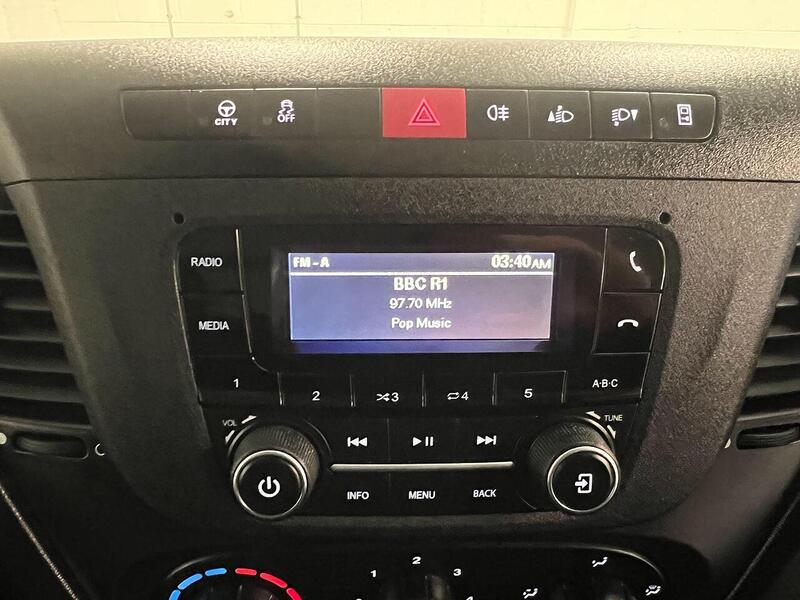 CITY
OFF
RADIO
FM-A 03:40AM
BBC R1
97.70 MHz
Pop Music
MEDIA
1 2 3 4 5 A·B·C
VOL TUNE
INFO MENU BACK
1 2 3
4